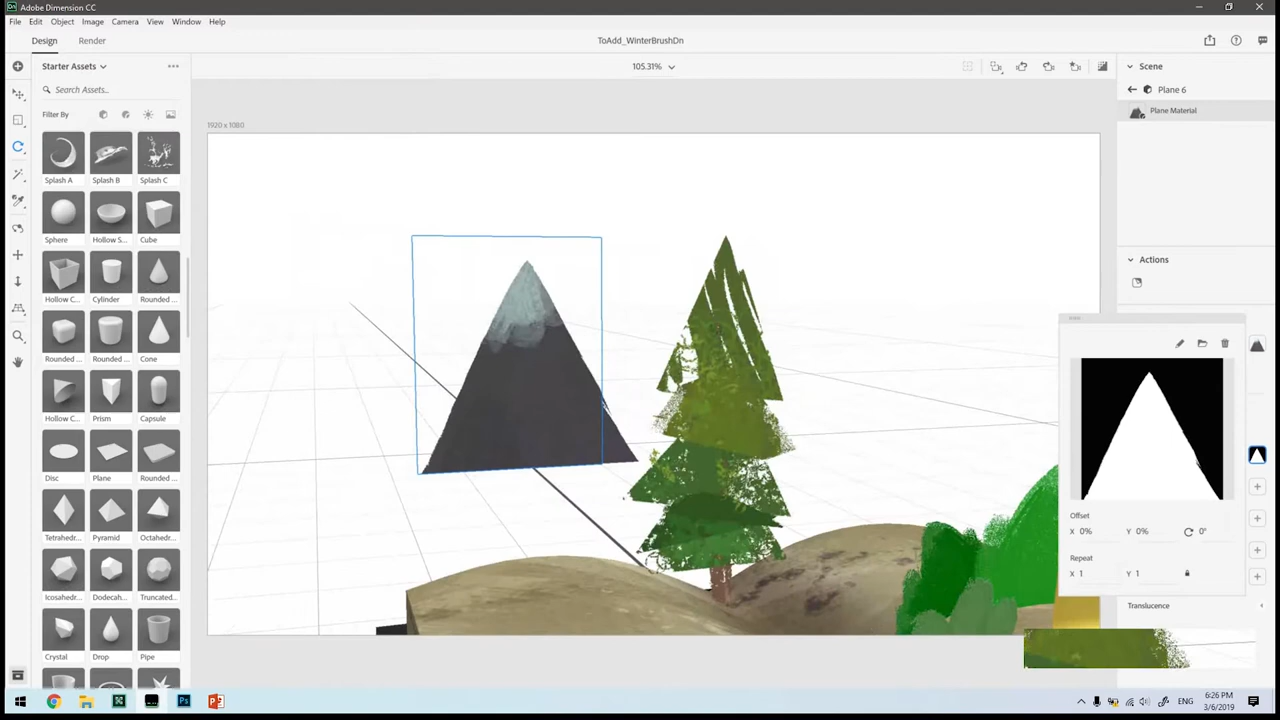 Adobe Dimension CC
File Edit Object Image Camera View Window Help
Design Render
ToAdd_WinterBrushDn
Starter Assets
105.31%
Scene
Search Assets...
Plane 6
Filter By
Plane Material
1920 x 1080
Splash A Splash B Splash C
Sphere Hollow S... Cube
Actions
Hollow C... Cylinder Rounded ...
Rounded ... Rounded ... Cone
Hollow C... Prism Capsule
Disc Plane Rounded ...
Offset
X 0% Y 0% 0°
Tetrahedr... Pyramid Octahedr...
Repeat
X 1 Y 1
Icosahedr... Dodecah... Truncated...
Translucence
Crystal Drop Pipe
ENG
6:26 PM
3/6/2019